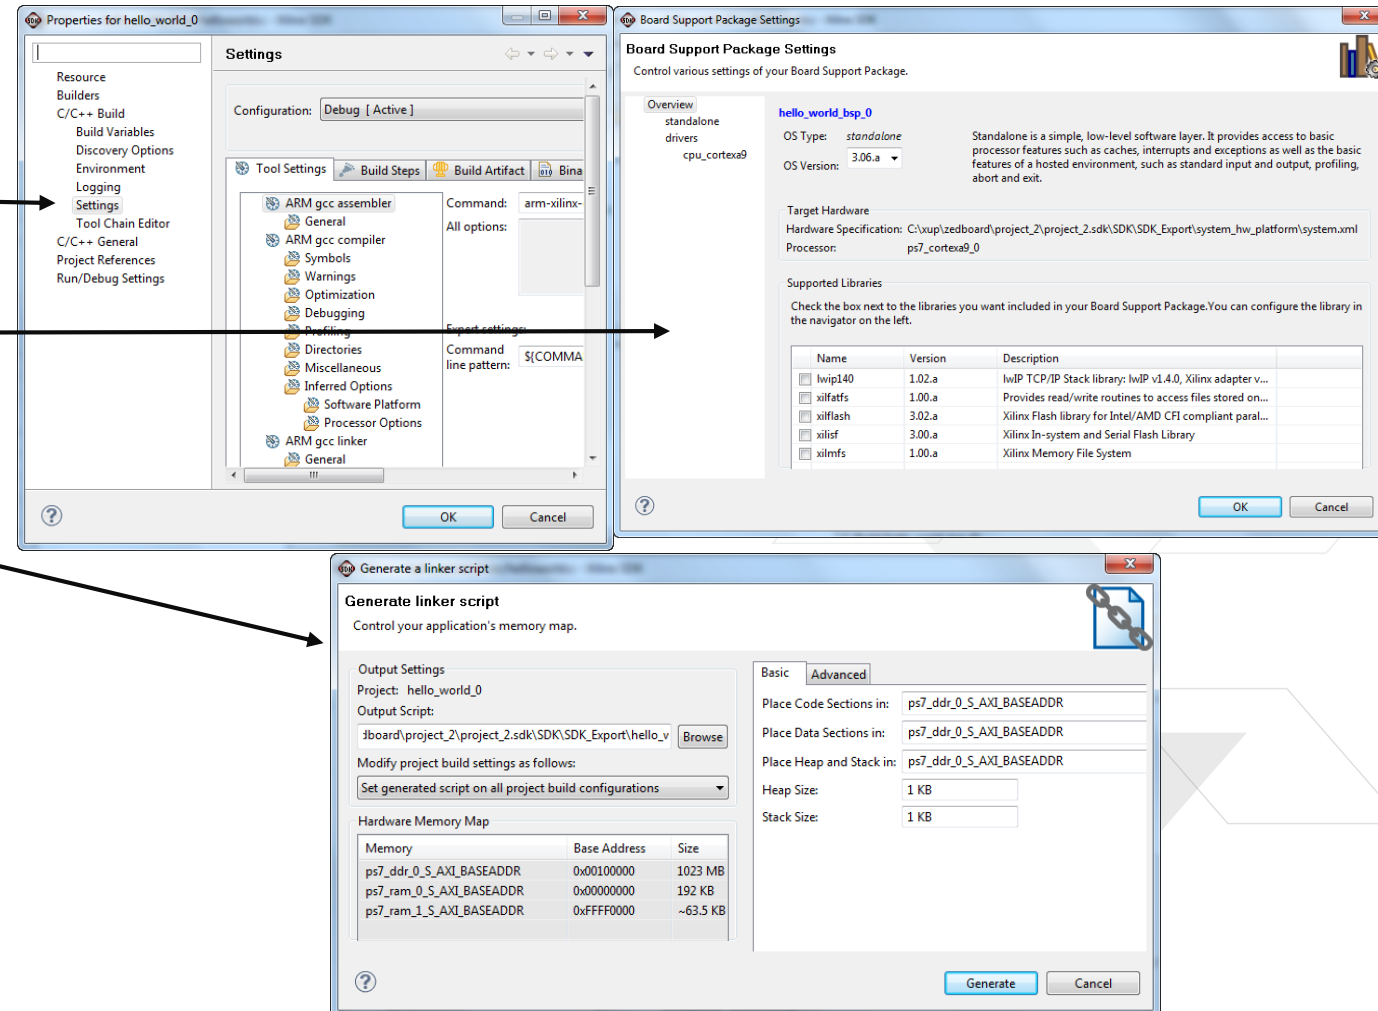 Properties for hello_world_0
Settings
Resource
Builders
C/C++ Build
Build Variables
Discovery Options
Environment
Logging
Settings
Tool Chain Editor
C/C++ General
Project References
Run/Debug Settings
Configuration:
Debug [ Active ]
Tool Settings
Build Steps
Build Artifact
Bina
ARM gcc assembler
General
ARM gcc compiler
Symbols
Warnings
Optimization
Debugging
Profiling
Directories
Miscellaneous
Inferred Options
Software Platform
Processor Options
ARM gcc linker
General
Command:
arm-xilinx-
All options:
Expert settings:
Command
line pattern:
${COMMA
OK
Cancel
Board Support Package Settings
Board Support Package Settings
Control various settings of your Board Support Package.
Overview
standalone
drivers
cpu_cortexa9
hello_world_bsp_0
OS Type: standalone
OS Version: 3.06.a
Standalone is a simple, low-level software layer. It provides access to basic
processor features such as caches, interrupts and exceptions as well as the basic
features of a hosted environment, such as standard input and output, profiling,
abort and exit.
Target Hardware
Hardware Specification: C:\xup\zedboard\project_2\project_2.sdk\SDK\SDK_Export\system_hw_platform\system.xml
Processor: ps7_cortexa9_0
Supported Libraries
Check the box next to the libraries you want included in your Board Support Package.You can configure the library in
the navigator on the left.
Name Version Description
lwip140 1.02.a lwIP TCP/IP Stack library: lwIP v1.4.0, Xilinx adapter v...
xilfatfs 1.00.a Provides read/write routines to access files stored on...
xilflash 3.02.a Xilinx Flash library for Intel/AMD CFI compliant paral...
xilisf 3.00.a Xilinx In-system and Serial Flash Library
xilmfs 1.00.a Xilinx Memory File System
OK
Cancel
Generate a linker script
Generate linker script
Control your application's memory map.
Output Settings
Project: hello_world_0
Output Script:
dboard\project_2\project_2.sdk\SDK\SDK_Export\hello_v
Browse
Modify project build settings as follows:
Set generated script on all project build configurations
Hardware Memory Map
Memory Base Address Size
ps7_ddr_0_S_AXI_BASEADDR 0x00100000 1023 MB
ps7_ram_0_S_AXI_BASEADDR 0x00000000 192 KB
ps7_ram_1_S_AXI_BASEADDR 0xFFFF0000 ~63.5 KB
Basic
Advanced
Place Code Sections in: ps7_ddr_0_S_AXI_BASEADDR
Place Data Sections in: ps7_ddr_0_S_AXI_BASEADDR
Place Heap and Stack in: ps7_ddr_0_S_AXI_BASEADDR
Heap Size: 1 KB
Stack Size: 1 KB
Generate
Cancel